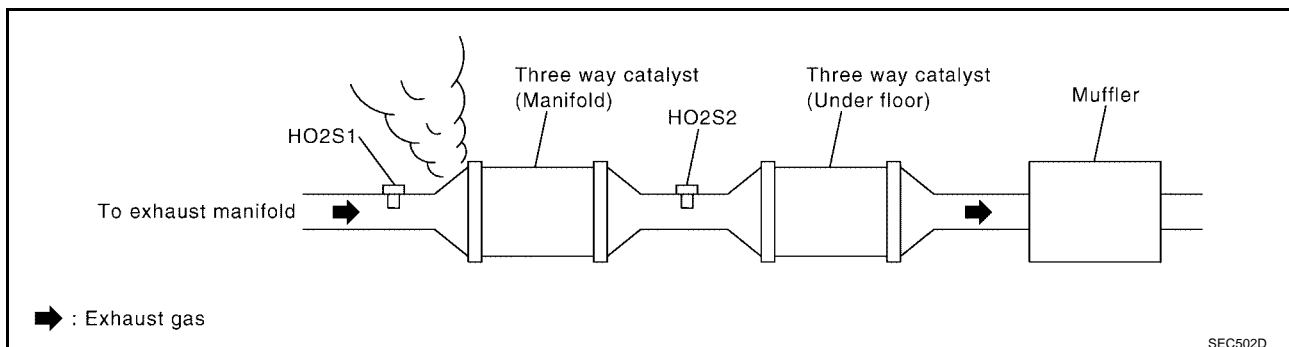 Three way catalyst
(Manifold)
Three way catalyst
(Under floor)
Muffler
HO2S1
HO2S2
To exhaust manifold
: Exhaust gas
SEC502D